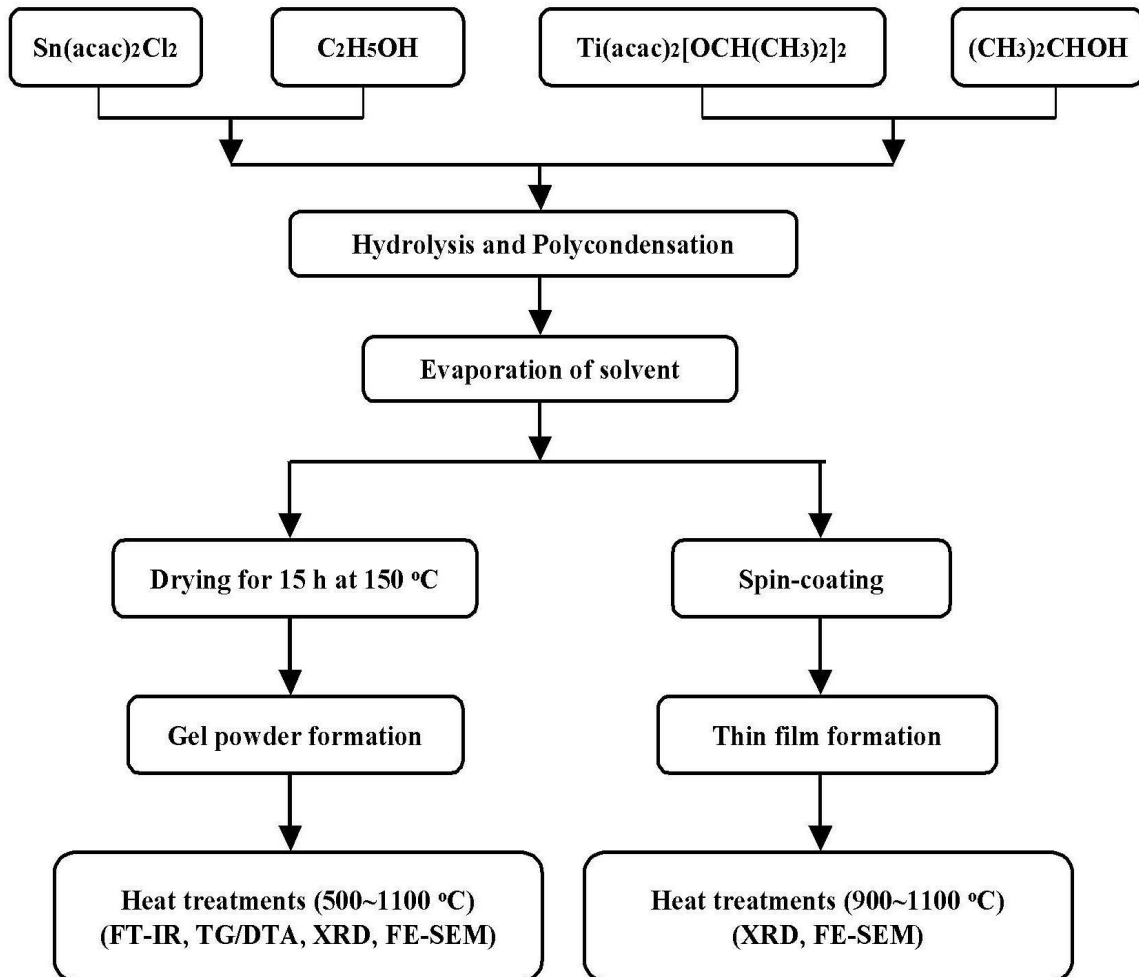 Sn(acac)2Cl2
C2H5OH
Ti(acac)2[OCH(CH3)2]2
(CH3)2CHOH
Hydrolysis and Polycondensation
Evaporation of solvent
Drying for 15 h at 150 °C
Spin-coating
Gel powder formation
Thin film formation
Heat treatments (500~1100 °C)
(FT-IR, TG/DTA, XRD, FE-SEM)
Heat treatments (900~1100 °C)
(XRD, FE-SEM)